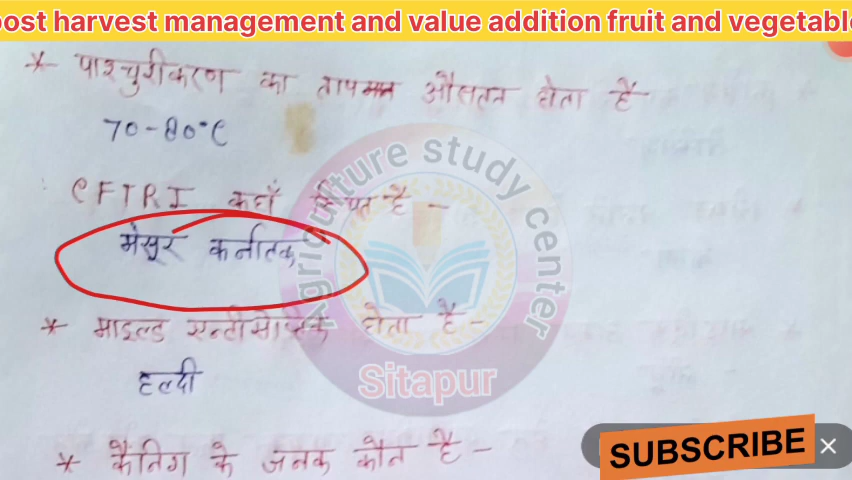 post harvest management and value addition fruit and vegetable
* पाश्चुरीकरण का तापमान औसतन होता है
70-80°C
CFTRI कहाँ स्थित है -
मैसूर कर्नाटक
* माइल्ड एन्टीसेप्टिक होता है -
हल्दी
* कैनिंग के जनक कौन है -
Agriculture study center
Sitapur
SUBSCRIBE